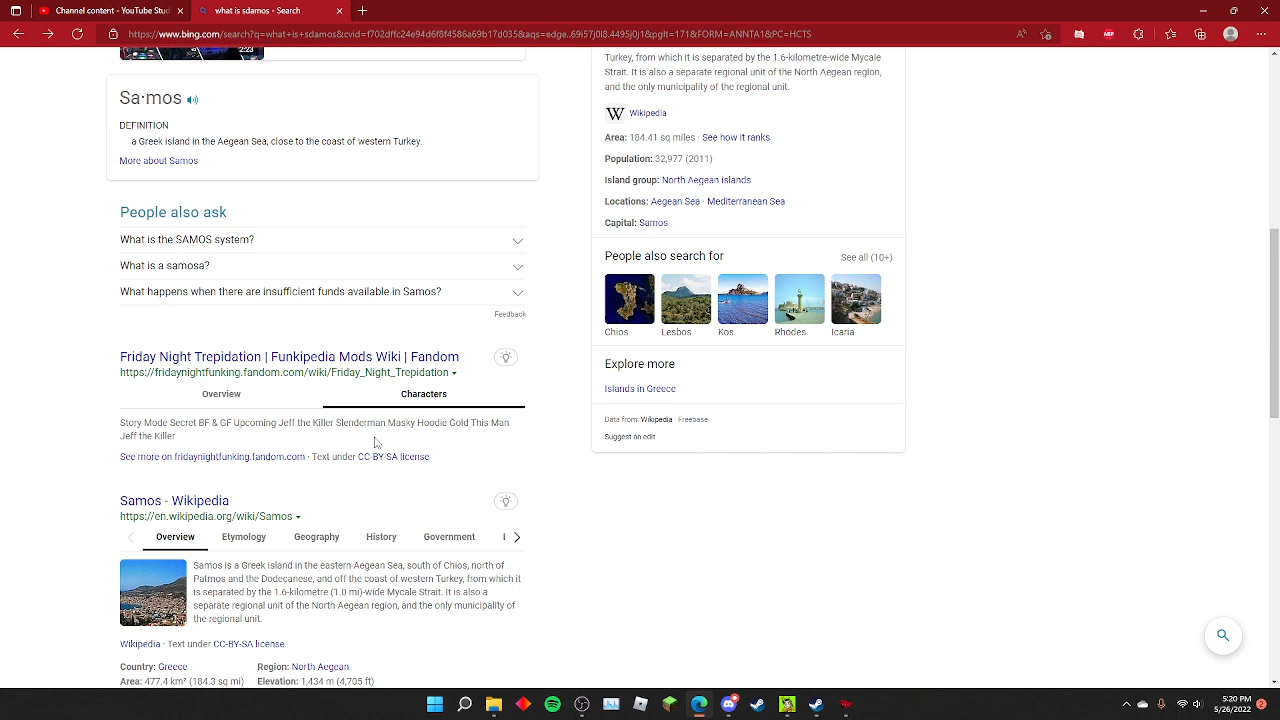 Channel content - YouTube Stud
what is sdamos - Search
https://www.bing.com/search?q=what+is+sdamos&cvid=f702dffc24e94d6f8f4586a69b17d035&aqs=edge..69i57j0l8.4495j0j1&pglt=171&FORM=ANNTA1&PC=HCTS
Sa·mos
DEFINITION
a Greek island in the Aegean Sea, close to the coast of western Turkey.
More about Samos
People also ask
What is the SAMOS system?
What is a samosa?
What happens when there are insufficient funds available in Samos?
Feedback
Friday Night Trepidation | Funkipedia Mods Wiki | Fandom
https://fridaynightfunking.fandom.com/wiki/Friday_Night_Trepidation
Overview Characters
Story Mode Secret BF & GF Upcoming Jeff the Killer Slenderman Masky Hoodie Gold This Man
Jeff the Killer
See more on fridaynightfunking.fandom.com · Text under CC-BY-SA license
Samos - Wikipedia
https://en.wikipedia.org/wiki/Samos
Overview Etymology Geography History Government
Samos is a Greek island in the eastern Aegean Sea, south of Chios, north of
Patmos and the Dodecanese, and off the coast of western Turkey, from which it
is separated by the 1.6-kilometre (1.0 mi)-wide Mycale Strait. It is also a
separate regional unit of the North Aegean region, and the only municipality of
the regional unit.
Wikipedia · Text under CC-BY-SA license
Country: Greece Region: North Aegean
Area: 477.4 km² (184.3 sq mi) Elevation: 1,434 m (4,705 ft)
Turkey, from which it is separated by the 1.6-kilometre-wide Mycale
Strait. It is also a separate regional unit of the North Aegean region,
and the only municipality of the regional unit.
W Wikipedia
Area: 184.41 sq miles · See how it ranks
Population: 32,977 (2011)
Island group: North Aegean islands
Locations: Aegean Sea · Mediterranean Sea
Capital: Samos
People also search for See all (10+)
Chios Lesbos Kos Rhodes Icaria
Explore more
Islands in Greece
Data from: Wikipedia Freebase
Suggest an edit
5:20 PM
5/26/2022
2